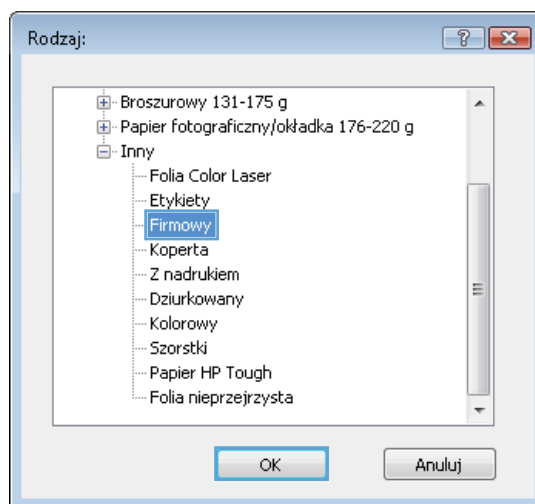 Rodzaj:
Broszurowy 131-175 g
Papier fotograficzny/okładka 176-220 g
Inny
Folia Color Laser
Etykiety
Firmowy
Koperta
Z nadrukiem
Dziurkowany
Kolorowy
Szorstki
Papier HP Tough
Folia nieprzejrzysta
OK
Anuluj